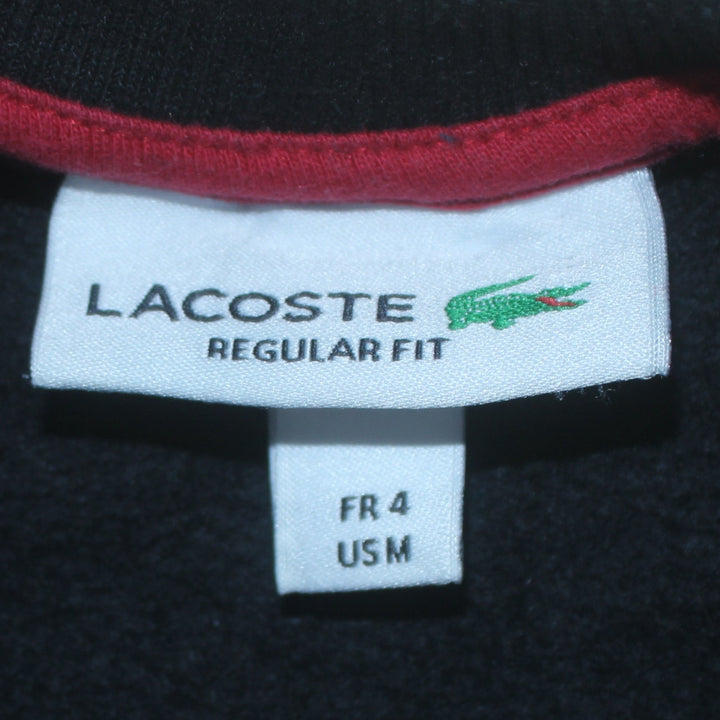 LACOSTE
REGULAR FIT
FR 4
US M